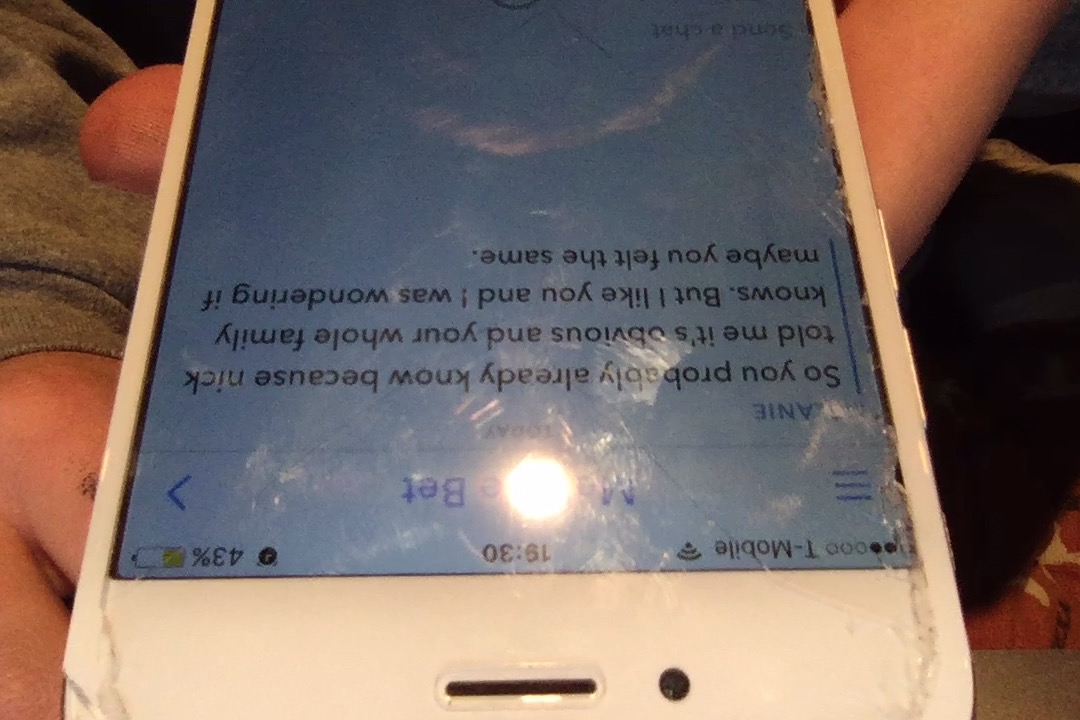 T-Mobile 19:30 43%
Bet
TODAY
So you probably already know because nick
told me it's obvious and your whole family
knows. But I like you and I was wondering if
maybe you felt the same.
Send a chat